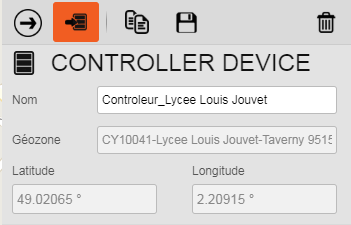 CONTROLLER DEVICE
Nom Controleur_Lycee Louis Jouvet
Géozone CY10041-Lycee Louis Jouvet-Taverny 9515
Latitude Longitude
49.02065 ° 2.20915 °